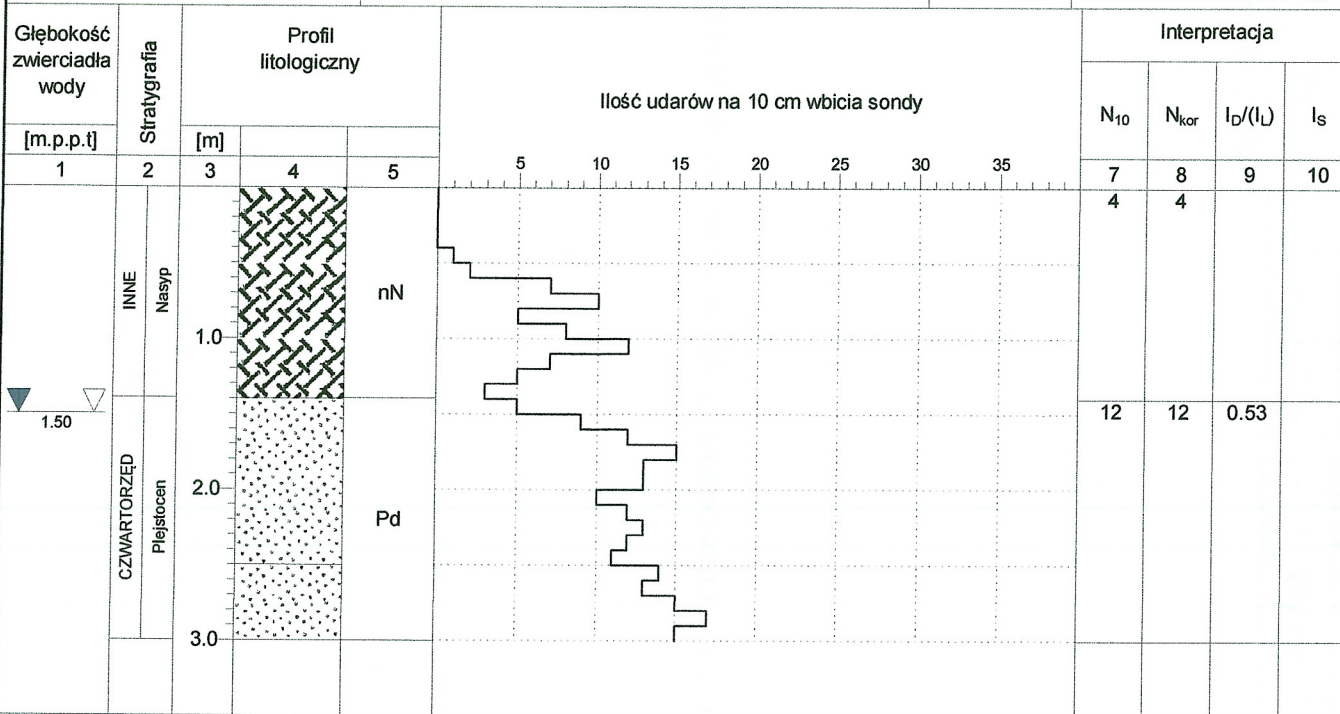 Głębokość
zwierciadła
wody
[m.p.p.t]
Stratygrafia
Profil
litologiczny
[m]
Ilość udarów na 10 cm wbicia sondy
Interpretacja
N₁₀
Nkor
ID/(IL)
IS
1
2
3
4
5
5
10
15
20
25
30
35
7
8
9
10
4
4
INNE
Nasyp
nN
1.0
1.50
12
12
0.53
CZWARTORZĘD
Plejstocen
2.0
Pd
3.0